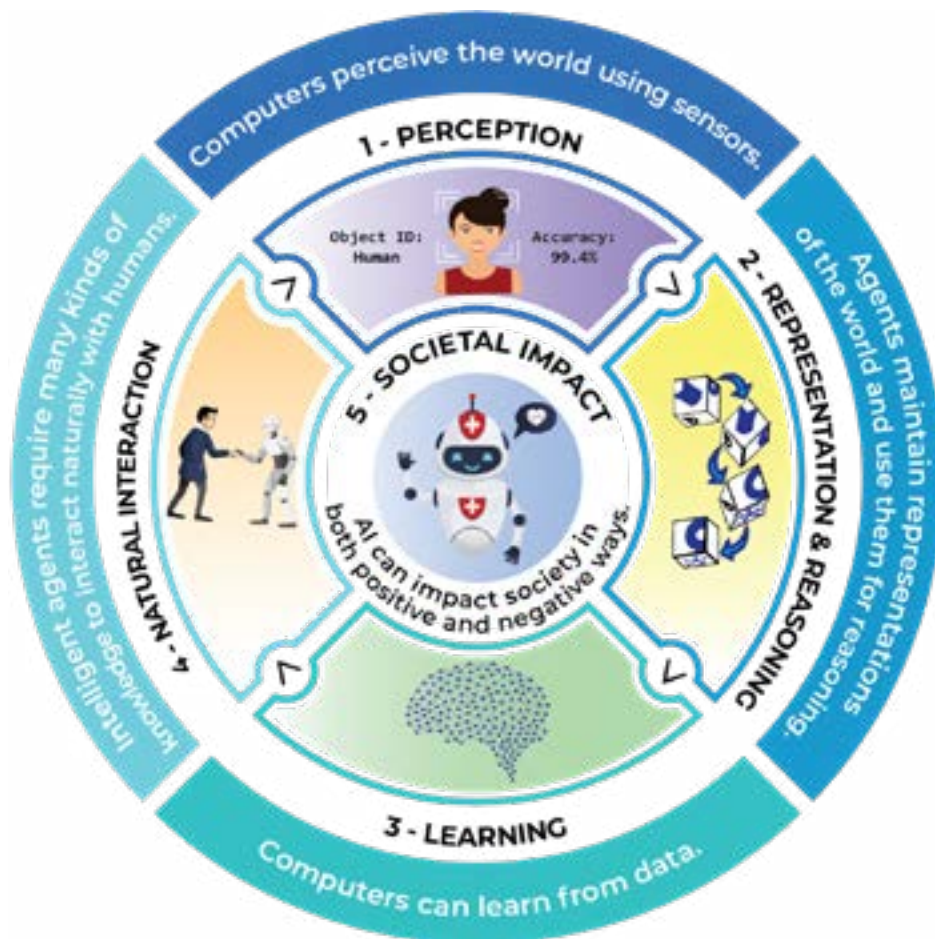 Computers perceive the world using sensors.
1 - PERCEPTION
Object ID:
Human
Accuracy:
99.4%
2 - REPRESENTATION & REASONING
Agents maintain representations
of the world and use them for reasoning.
3 - LEARNING
Computers can learn from data.
4 - NATURAL INTERACTION
Intelligent agents require many kinds of
knowledge to interact naturally with humans.
5 - SOCIETAL IMPACT
AI can impact society in
both positive and negative ways.